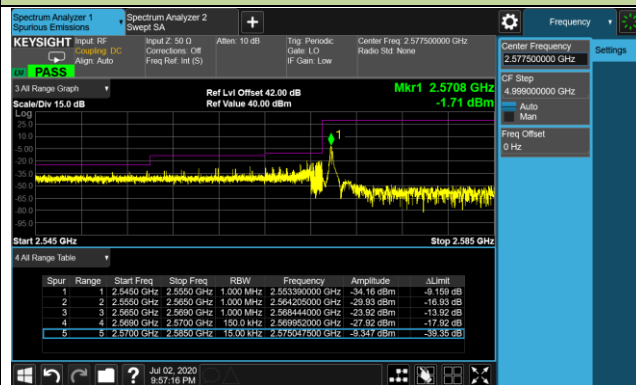 Spectrum Analyzer 1
Spurious Emissions
Spectrum Analyzer 2
Swept SA
Frequency
KEYSIGHT
Input: RF
Coupling: DC
Align: Auto
Input Z: 50 Ω
Corrections: Off
Freq Ref: Int (S)
Atten: 10 dB
Trig: Periodic
Gate: LO
IF Gain: Low
Center Freq: 2.577500000 GHz
Radio Std: None
PASS
3 All Range Graph
Scale/Div 15.0 dB
Ref Lvl Offset 42.00 dB
Ref Value 40.00 dBm
Mkr1 2.5708 GHz
-1.71 dBm
Log
25.0
10.0
-5.00
-20.0
-35.0
-50.0
-65.0
-80.0
-95.0
1
Start 2.545 GHz
Stop 2.585 GHz
4 All Range Table
Spur Range Start Freq Stop Freq RBW Frequency Amplitude ΔLimit
1 1 2.5450 GHz 2.5550 GHz 1.000 MHz 2.553390000 GHz -34.16 dBm -9.159 dB
2 2 2.5550 GHz 2.5650 GHz 1.000 MHz 2.564205000 GHz -29.93 dBm -16.93 dB
3 3 2.5650 GHz 2.5690 GHz 1.000 MHz 2.568444000 GHz -23.92 dBm -13.92 dB
4 4 2.5690 GHz 2.5700 GHz 150.0 kHz 2.569952000 GHz -27.92 dBm -17.92 dB
5 5 2.5700 GHz 2.5850 GHz 15.00 kHz 2.575047500 GHz -9.347 dBm -39.35 dB
Center Frequency
2.577500000 GHz
Settings
CF Step
4.999000000 GHz
Auto
Man
Freq Offset
0 Hz
Jul 02, 2020
9:57:16 PM